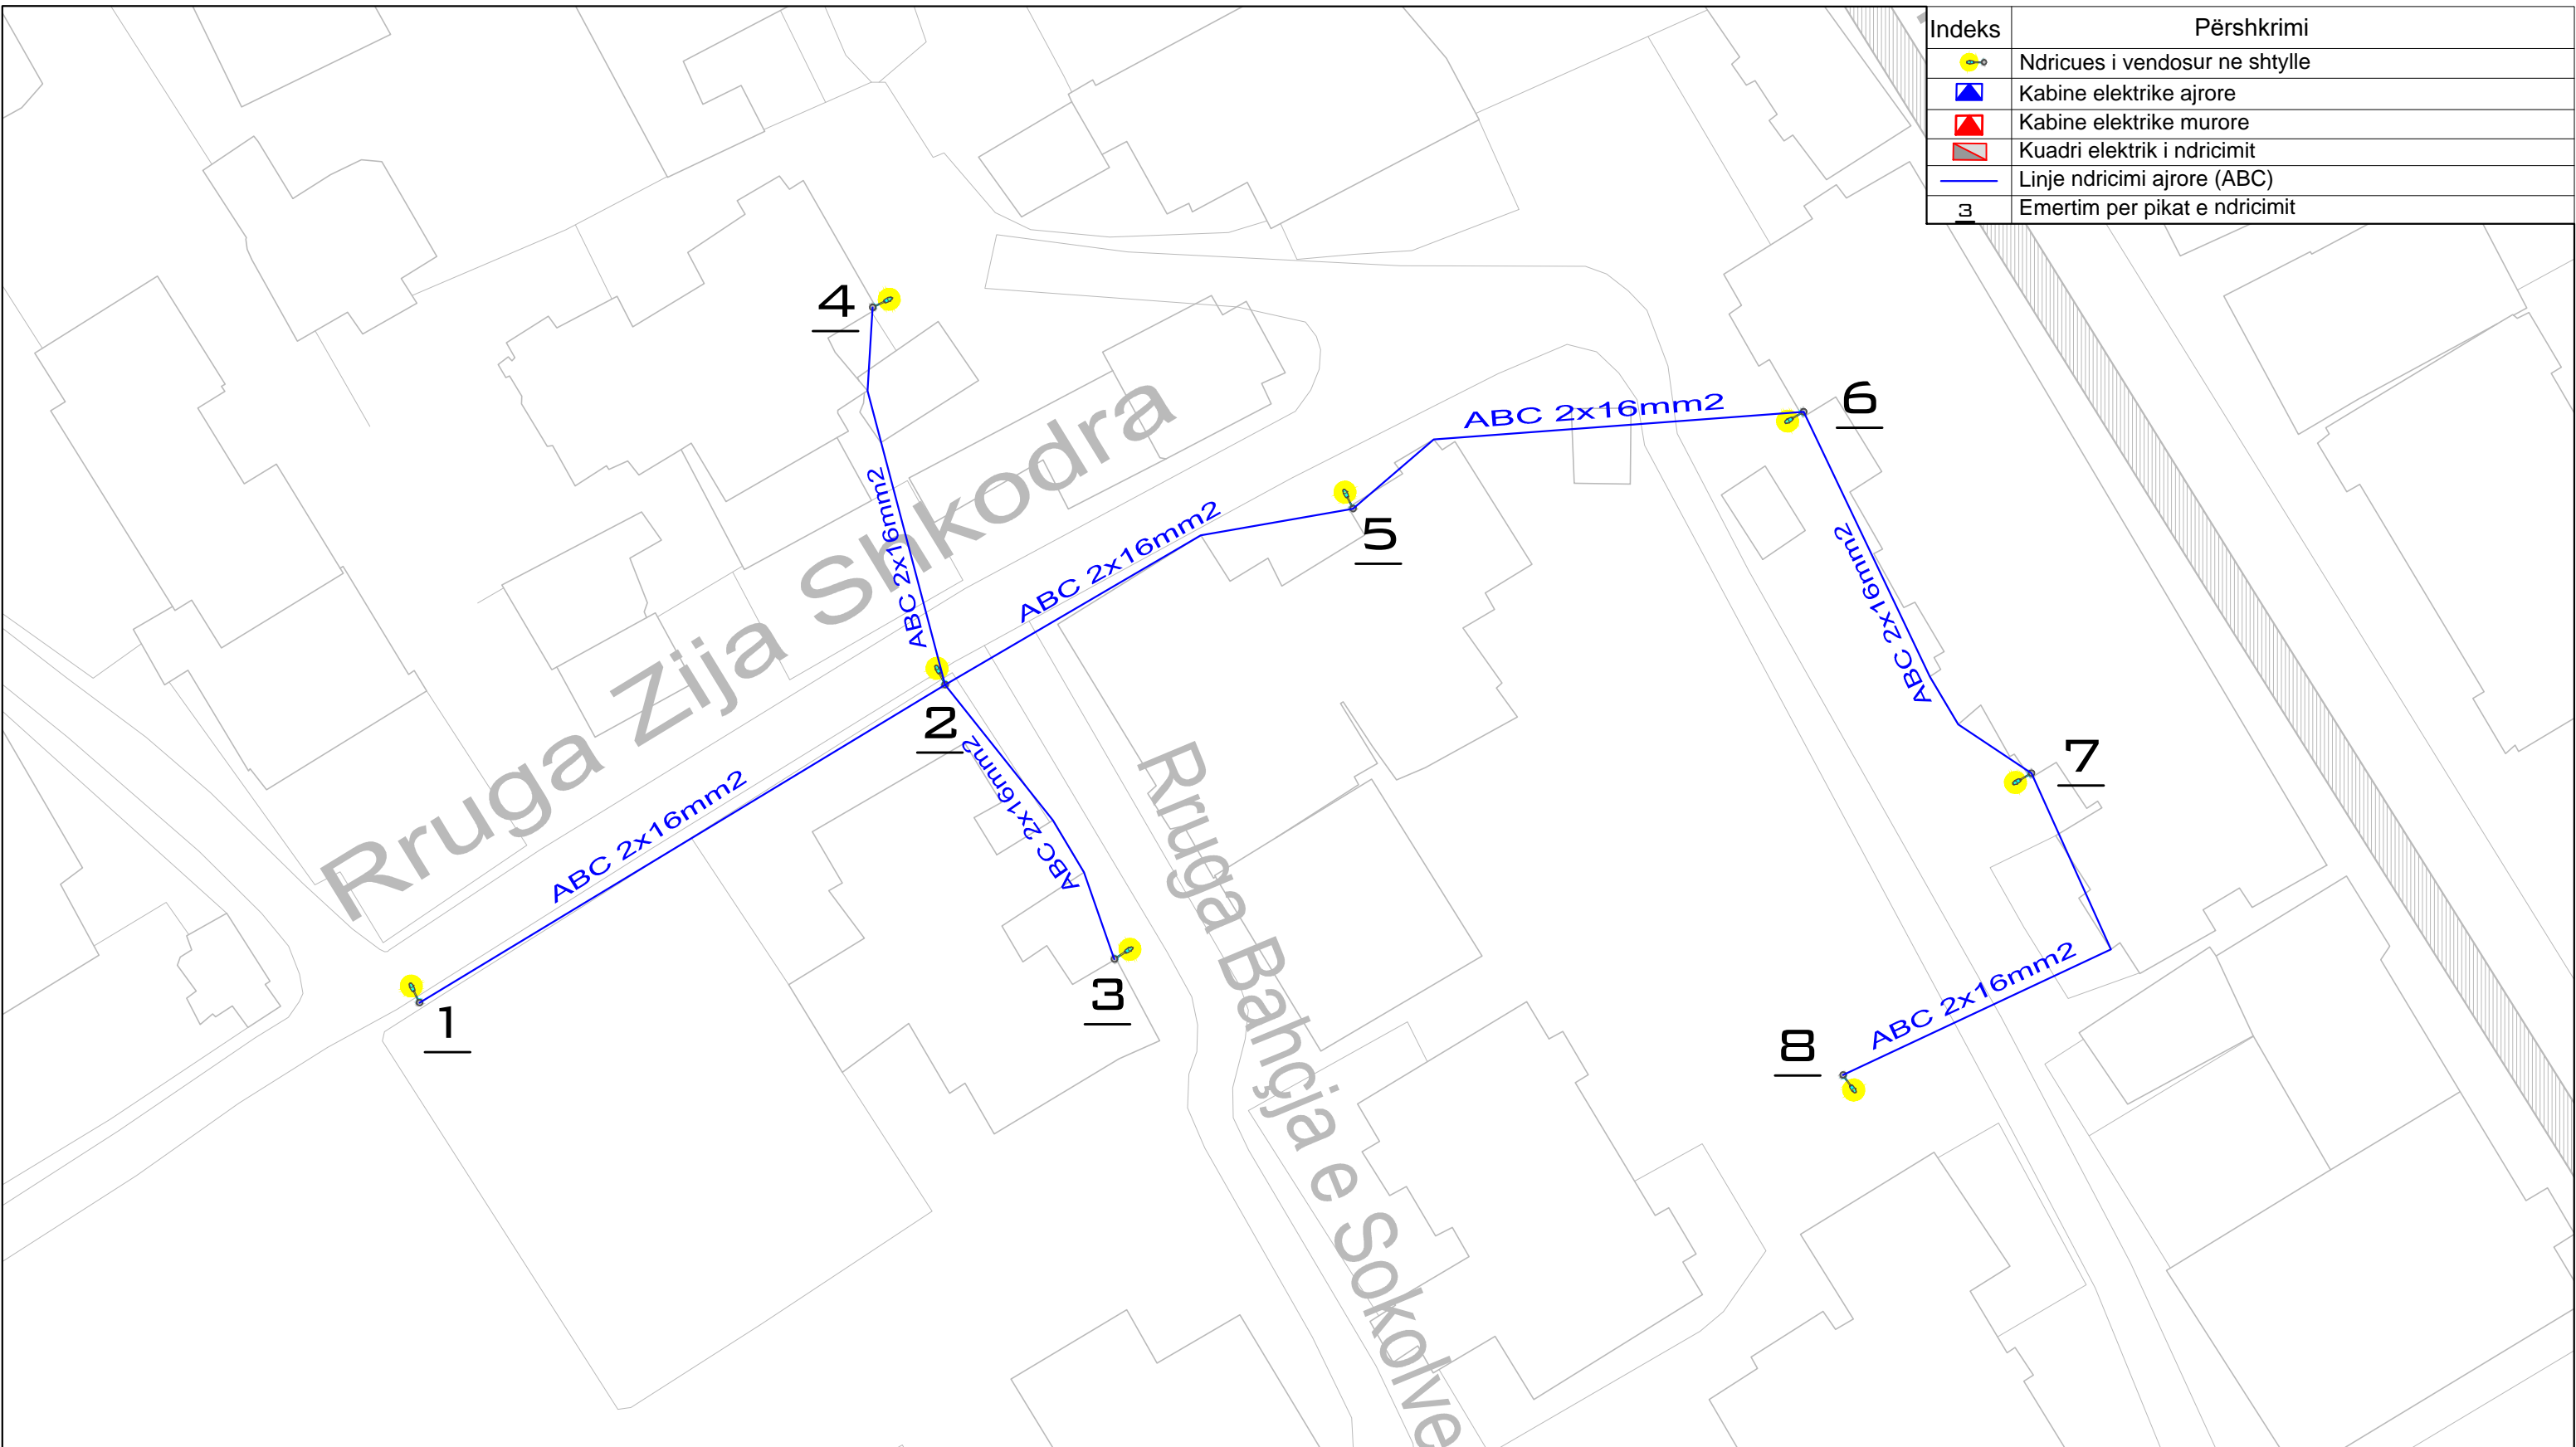 Indeks Përshkrimi
Ndricues i vendosur ne shtylle
Kabine elektrike ajrore
Kabine elektrike murore
Kuadri elektrik i ndricimit
Linje ndricimi ajrore (ABC)
3 Emertim per pikat e ndricimit
4
6
ABC 2x16mm2
Rruga Zija Shkodra
ABC 2x16mm2
5
ABC 2x16mm2
ABC 2x16mm2
2
7
ABC 2x16mm2
ABC 2x16mm2
Rruga Bahçja e Sokolve
3
1
ABC 2x16mm2
8